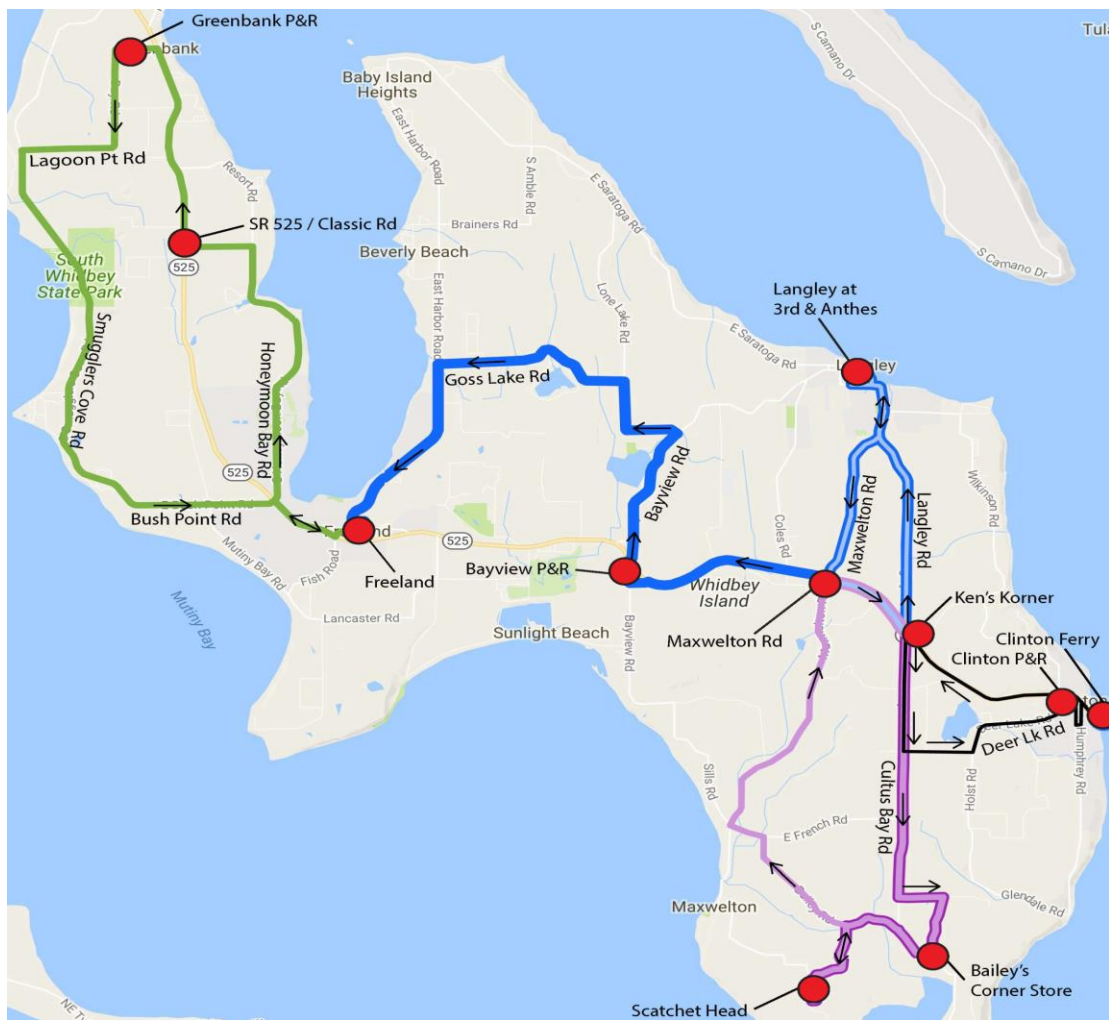 Greenbank P&R
bank
Tula
S Camano Dr
Baby Island
Heights
East Harbor Road
S Amble Rd
E Saratoga Rd
Lagoon Pt Rd
Resort Rd
Brainers Rd
SR 525 / Classic Rd
Beverly Beach
S Camano Dr
525
South
Whidbey
State Park
East Harbor Road
Lone Lake Rd
Langley at
3rd & Anthes
E Saratoga Rd
Smugglers Cove Rd
Honeymoon Bay Rd
Goss Lake Rd
Bayview Rd
Maxwelton Rd
Langley Rd
Wilkinson Rd
525
Bush Point Rd
Coles Rd
Mutiny Bay Rd
Fish Road
Freeland
525
Bayview P&R
Whidbey
Island
Mutiny Bay
Lancaster Rd
Sunlight Beach
Maxwelton Rd
Ken's Korner
Clinton Ferry
Clinton P&R
Bayview Rd
Deer Lk Rd
Humphrey Rd
Sills Rd
Cultus Bay Rd
Holst Rd
E French Rd
Maxwelton
Glendale Rd
Scatchet Head
Bailey's
Corner Store